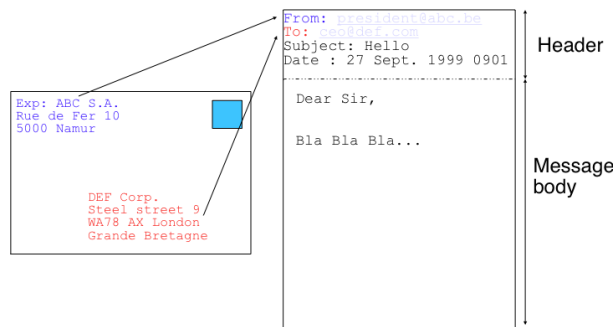 From: president@abc.be
To: ceo@def.com
Subject: Hello
Date : 27 Sept. 1999 0901
Header
Exp: ABC S.A.
Rue de Fer 10
5000 Namur
Dear Sir,
Bla Bla Bla...
Message
body
DEF Corp.
Steel street 9
WA78 AX London
Grande Bretagne